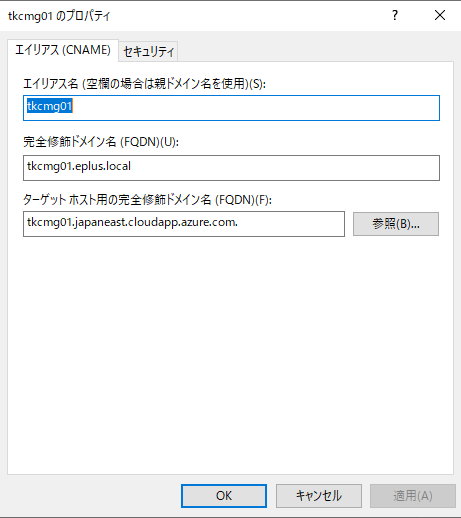 tkcmg01 のプロパティ
? ×
エイリアス (CNAME) セキュリティ
エイリアス名 (空欄の場合は親ドメイン名を使用)(S):
tkcmg01
完全修飾ドメイン名 (FQDN)(U):
tkcmg01.eplus.local
ターゲット ホスト用の完全修飾ドメイン名 (FQDN)(F):
tkcmg01.japaneast.cloudapp.azure.com.
参照(B)...
OK キャンセル 適用(A)